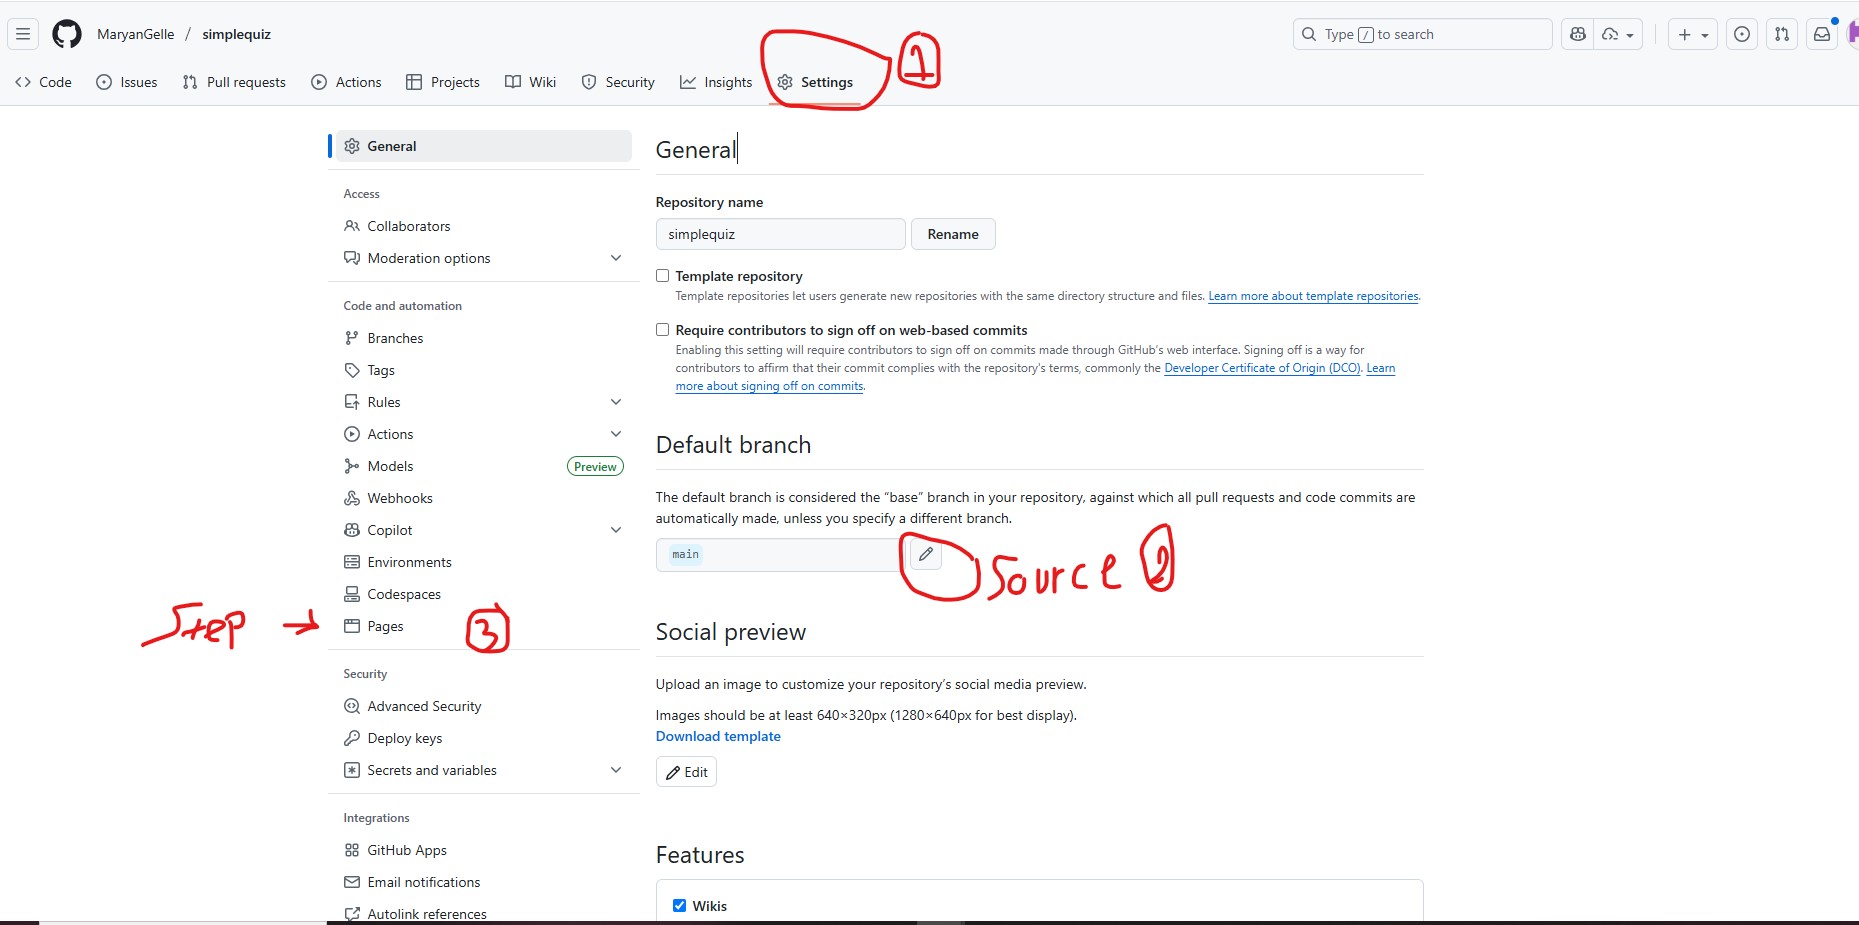 MaryanGelle / simplequiz
Type / to search
1
Code Issues Pull requests Actions Projects Wiki Security Insights Settings
General
Access
Collaborators
Moderation options
Code and automation
Branches
Tags
Rules
Actions
Models Preview
Webhooks
Copilot
Environments
Codespaces
Step → Pages 3
Security
Advanced Security
Deploy keys
Secrets and variables
Integrations
GitHub Apps
Email notifications
Autolink references
General
Repository name
simplequiz Rename
Template repository
Template repositories let users generate new repositories with the same directory structure and files. Learn more about template repositories.
Require contributors to sign off on web-based commits
Enabling this setting will require contributors to sign off on commits made through GitHub's web interface. Signing off is a way for
contributors to affirm that their commit complies with the repository's terms, commonly the Developer Certificate of Origin (DCO). Learn
more about signing off on commits.
Default branch
The default branch is considered the “base” branch in your repository, against which all pull requests and code commits are
automatically made, unless you specify a different branch.
main Source 2
Social preview
Upload an image to customize your repository's social media preview.
Images should be at least 640×320px (1280×640px for best display).
Download template
Edit
Features
Wikis